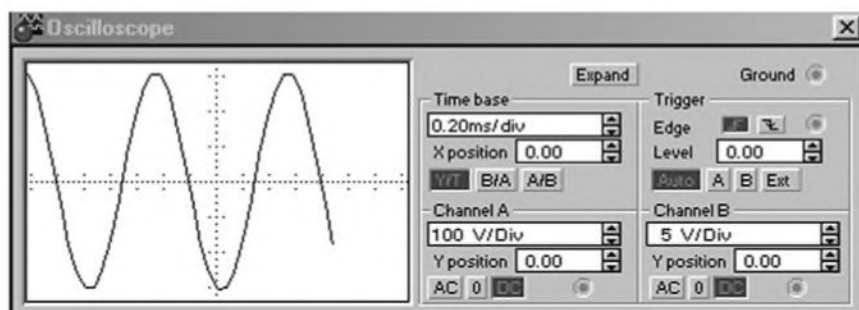 Oscilloscope
Expand
Ground
Time base
0.20ms/div
X position 0.00
Y/T B/A A/B
Trigger
Edge
Level 0.00
Auto A B Ext
Channel A
100 V/Div
Y position 0.00
AC 0 DC
Channel B
5 V/Div
Y position 0.00
AC 0 DC